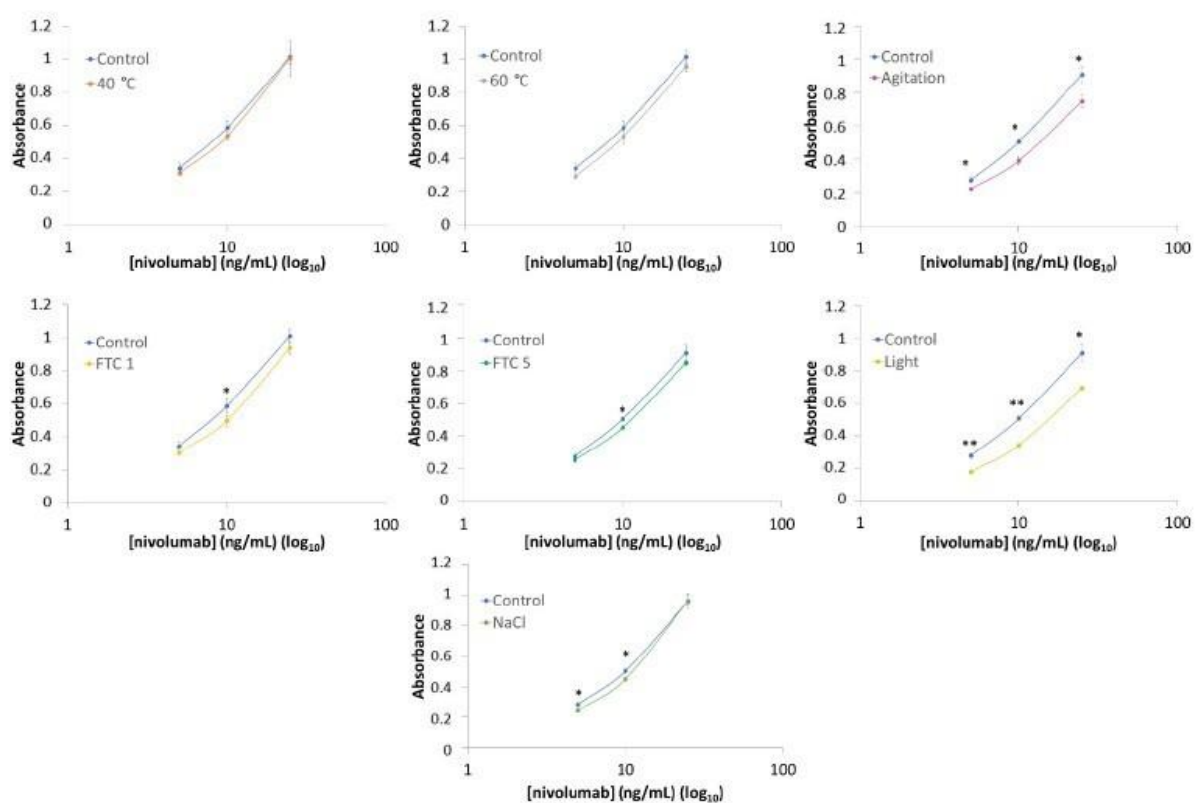 1.2
1
0.8
0.6
0.4
0.2
0
Absorbance
Control
40 °C
1 10 100
[nivolumab] (ng/mL) (log10)
1.2
1
0.8
0.6
0.4
0.2
0
Absorbance
Control
60 °C
1 10 100
[nivolumab] (ng/mL) (log10)
*
*
*
1.2
1
0.8
0.6
0.4
0.2
0
Absorbance
Control
Agitation
1 10 100
[nivolumab] (ng/mL) (log10)
1.2
1
0.8
0.6
0.4
0.2
0
Absorbance
Control
FTC 1
*
1 10 100
[nivolumab] (ng/mL) (log10)
1.2
1
0.8
0.6
0.4
0.2
0
Absorbance
Control
FTC 5
*
1 10 100
[nivolumab] (ng/mL) (log10)
1.2
1
0.8
0.6
0.4
0.2
0
Absorbance
Control
Light
*
**
**
1 10 100
[nivolumab] (ng/mL) (log10)
1.2
1
0.8
0.6
0.4
0.2
0
Absorbance
Control
NaCl
*
*
1 10 100
[nivolumab] (ng/mL) (log10)